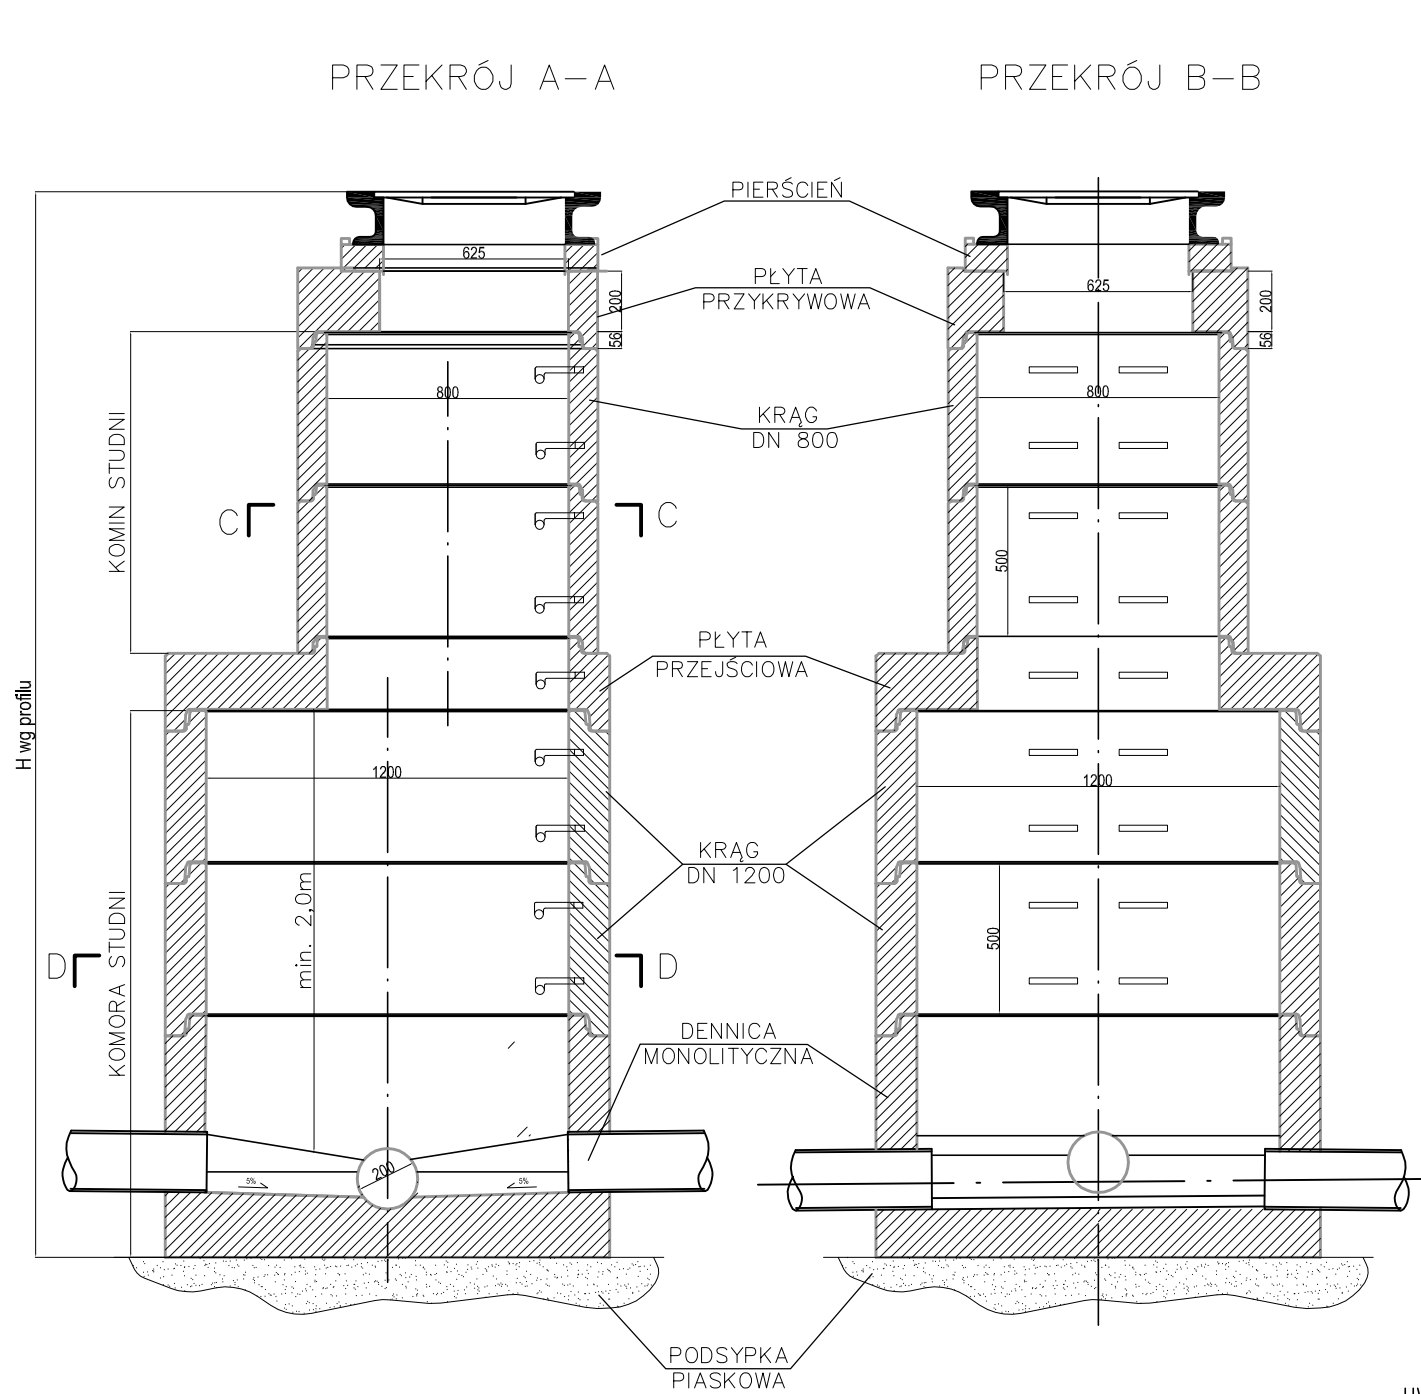 PRZEKRÓJ A-A
PRZEKRÓJ B-B
PIERŚCIEŃ
625
PŁYTA
PRZYKRYWOWA
200
56
625
200
56
800
KRĄG
DN 800
800
KOMIN STUDNI
C
C
500
PŁYTA
PRZEJŚCIOWA
H wg profilu
1200
1200
KRĄG
DN 1200
min. 2,0m
500
KOMORA STUDNI
D
D
DENNICA
MONOLITYCZNA
200
5%
5%
PODSYPKA
PIASKOWA